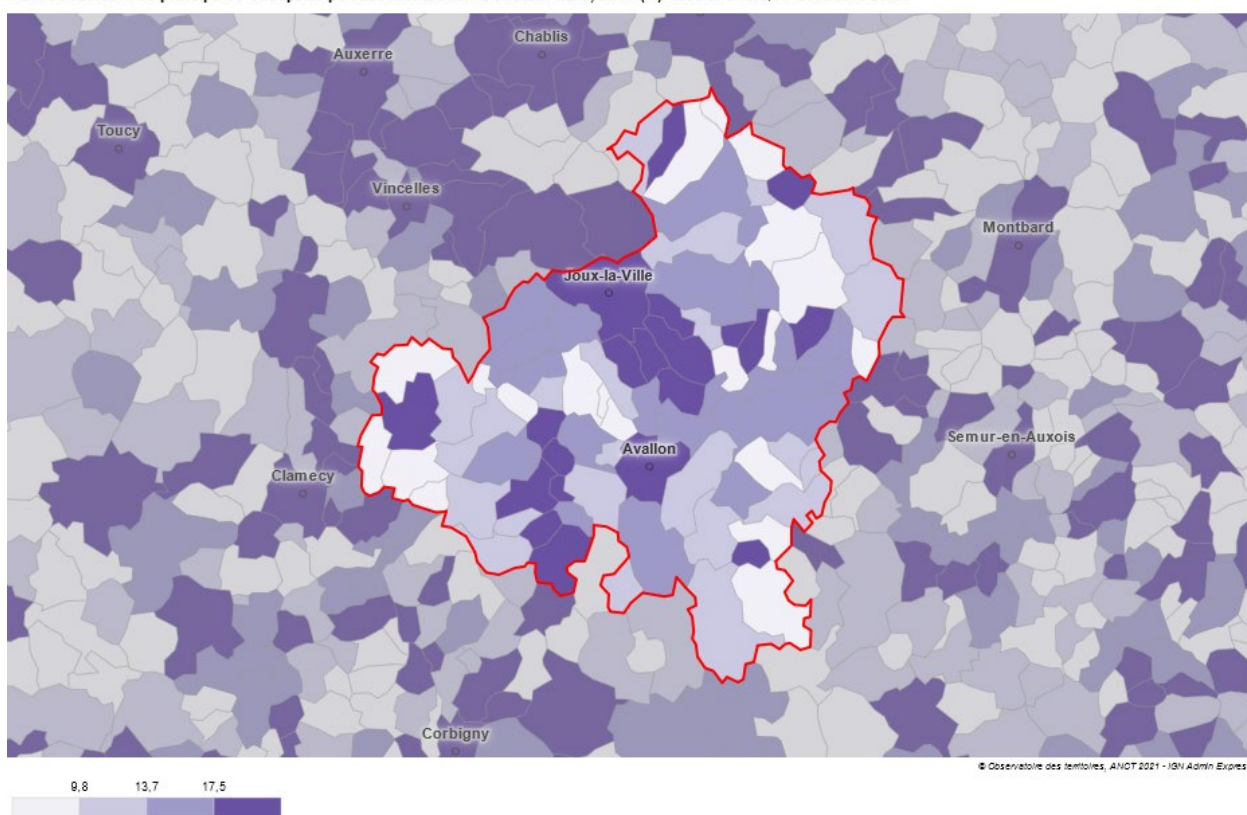 Chablis
Auxerre
Toucy
Vincelles
Montbard
Joux-la-Ville
Semur-en-Auxois
Avallon
Clamecy
Corbigny
© Observatoire des territoires, ANCT 2021 - IGN Admin Expres
9,8 13,7 17,5